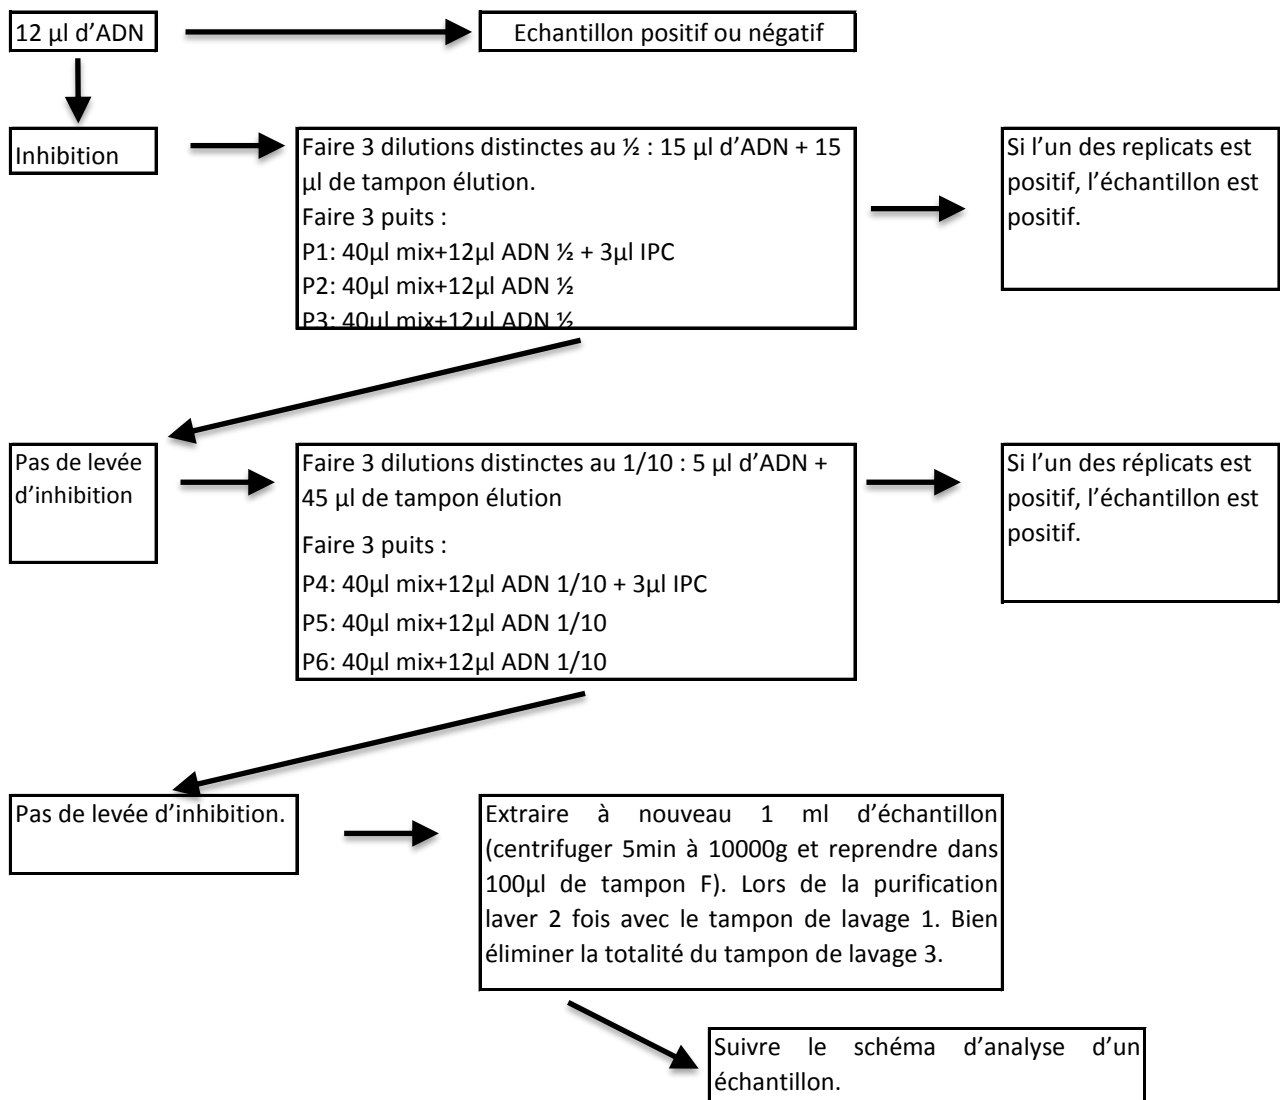 12 µl d’ADN
Echantillon positif ou négatif
Inhibition
Faire 3 dilutions distinctes au ½ : 15 µl d’ADN + 15
µl de tampon élution.
Faire 3 puits :
P1: 40µl mix+12µl ADN ½ + 3µl IPC
P2: 40µl mix+12µl ADN ½
P3: 40µl mix+12µl ADN ½
Si l’un des replicats est
positif, l’échantillon est
positif.
Pas de levée
d’inhibition
Faire 3 dilutions distinctes au 1/10 : 5 µl d’ADN +
45 µl de tampon élution
Faire 3 puits :
P4: 40µl mix+12µl ADN 1/10 + 3µl IPC
P5: 40µl mix+12µl ADN 1/10
P6: 40µl mix+12µl ADN 1/10
Si l’un des réplicats est
positif, l’échantillon est
positif.
Pas de levée d’inhibition.
Extraire à nouveau 1 ml d’échantillon
(centrifuger 5min à 10000g et reprendre dans
100µl de tampon F). Lors de la purification
laver 2 fois avec le tampon de lavage 1. Bien
éliminer la totalité du tampon de lavage 3.
Suivre le schéma d’analyse d’un
échantillon.